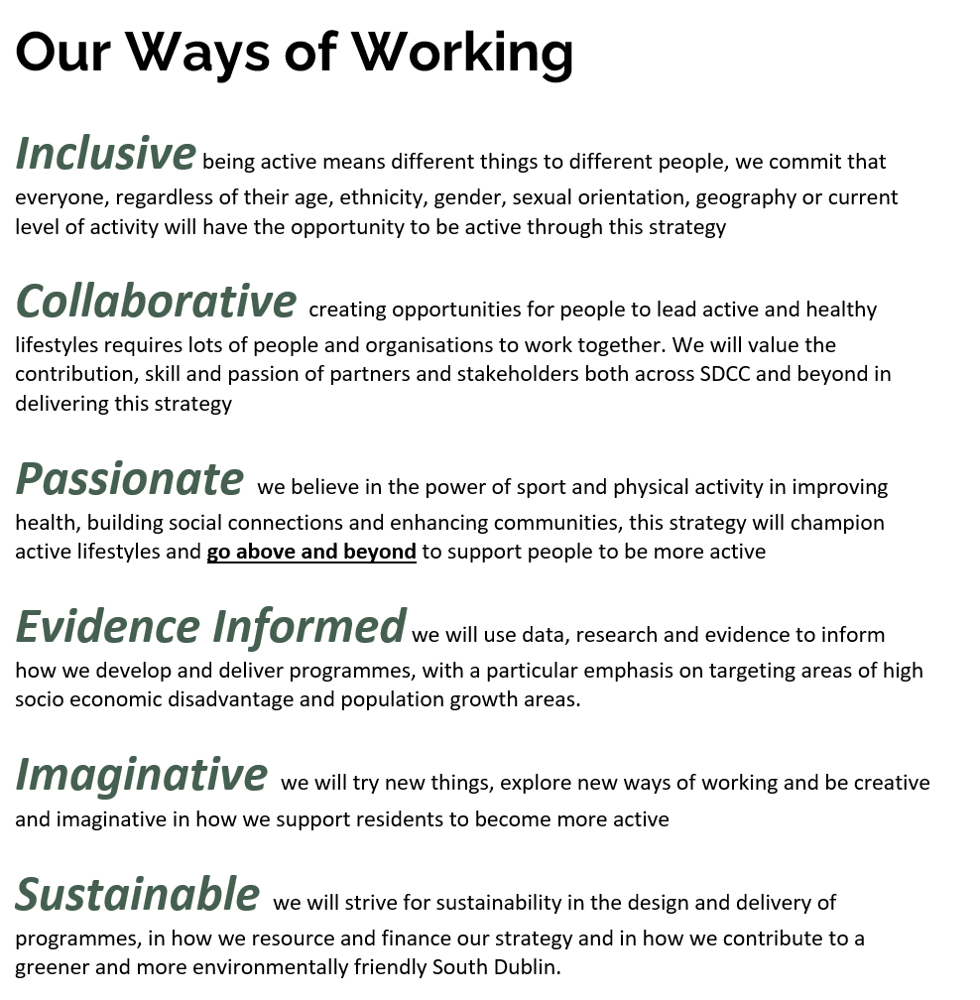 Our Ways of Working
Inclusive being active means different things to different people, we commit that
everyone, regardless of their age, ethnicity, gender, sexual orientation, geography or current
level of activity will have the opportunity to be active through this strategy
Collaborative creating opportunities for people to lead active and healthy
lifestyles requires lots of people and organisations to work together. We will value the
contribution, skill and passion of partners and stakeholders both across SDCC and beyond in
delivering this strategy
Passionate we believe in the power of sport and physical activity in improving
health, building social connections and enhancing communities, this strategy will champion
active lifestyles and go above and beyond to support people to be more active
Evidence Informed we will use data, research and evidence to inform
how we develop and deliver programmes, with a particular emphasis on targeting areas of high
socio economic disadvantage and population growth areas.
Imaginative we will try new things, explore new ways of working and be creative
and imaginative in how we support residents to become more active
Sustainable we will strive for sustainability in the design and delivery of
programmes, in how we resource and finance our strategy and in how we contribute to a
greener and more environmentally friendly South Dublin.